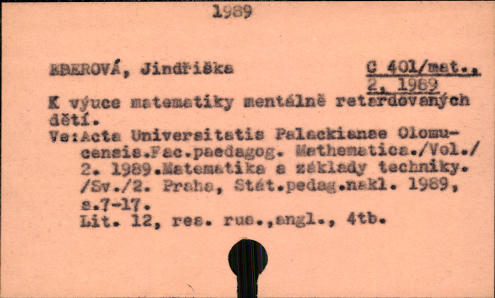 1989
EBEROVÁ, Jindřiška C 401/mat.,
2, 1989
K výuce matematiky mentálně retardovaných
dětí.
Ve:Acta Universitatis Palackianae Olomu-
censis.Fac.paedagog. Mathematica./Vol./
2. 1989.Matematika a základy techniky.
/Sv./2. Praha, Stát.pedag.nakl. 1989,
s.7-17.
Lit. 12, res. rus.,angl., 4tb.